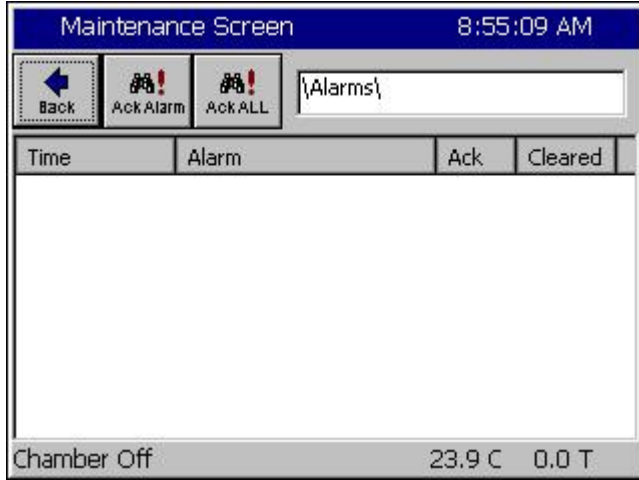 Maintenance Screen 8:55:09 AM
Back Ack Alarm Ack ALL \Alarms\
Time Alarm Ack Cleared
Chamber Off 23.9 C 0.0 T